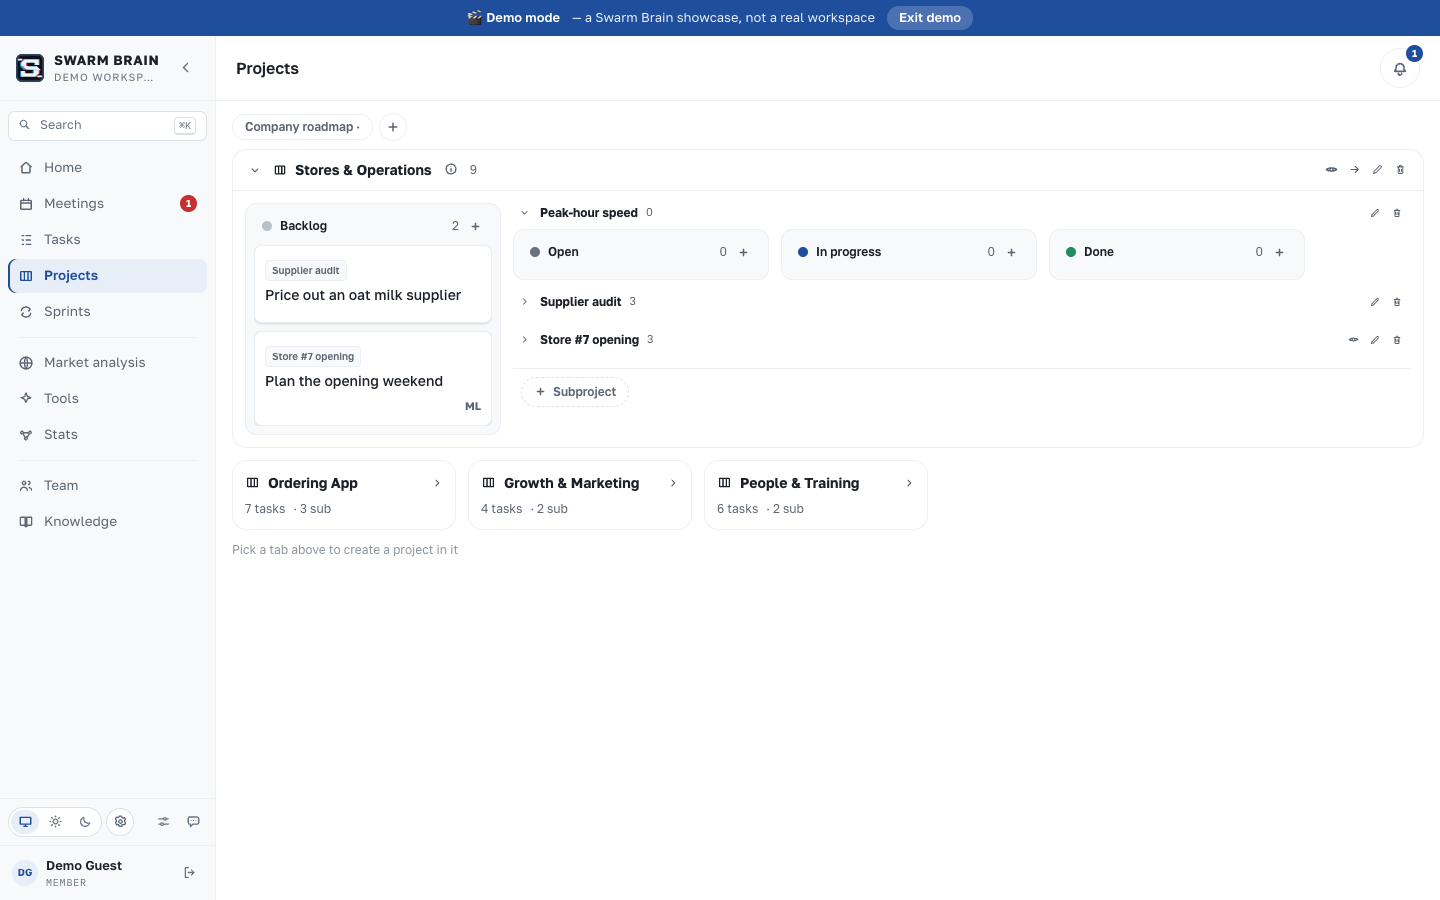 🎬 Demo mode — a Swarm Brain showcase, not a real workspace Exit demo
SWARM BRAIN
DEMO WORKSP...
Projects
1
Search ⌘K
Home
Meetings 1
Tasks
Projects
Sprints
Market analysis
Tools
Stats
Team
Knowledge
Company roadmap ·
Stores & Operations 9
Backlog 2 +
Supplier audit
Price out an oat milk supplier
Store #7 opening
Plan the opening weekend
ML
Peak-hour speed 0
Open 0 +
In progress 0 +
Done 0 +
Supplier audit 3
Store #7 opening 3
+ Subproject
Ordering App
7 tasks · 3 sub
Growth & Marketing
4 tasks · 2 sub
People & Training
6 tasks · 2 sub
Pick a tab above to create a project in it
DG
Demo Guest
MEMBER